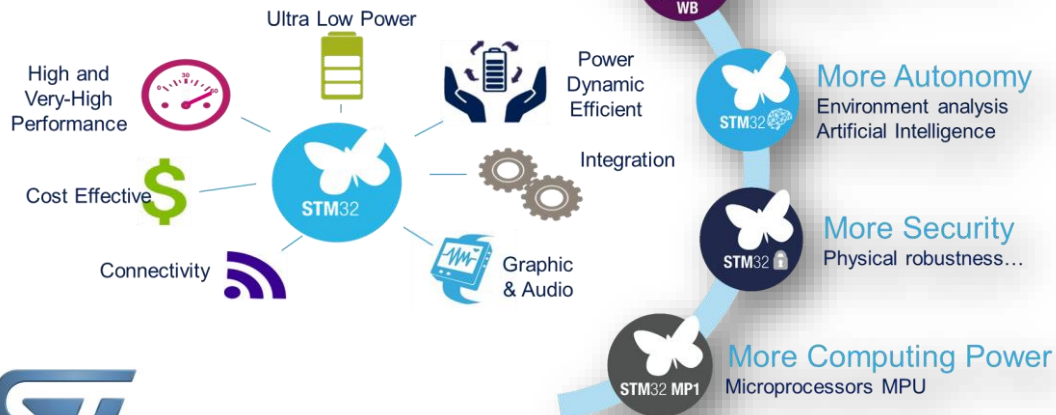 Ultra Low Power
High and
Very-High
Performance
Power
Dynamic
Efficient
Cost Effective
Integration
STM32
Connectivity
Graphic
& Audio
WB
STM32
More Autonomy
Environment analysis
Artificial Intelligence
STM32
More Security
Physical robustness...
STM32 MP1
More Computing Power
Microprocessors MPU